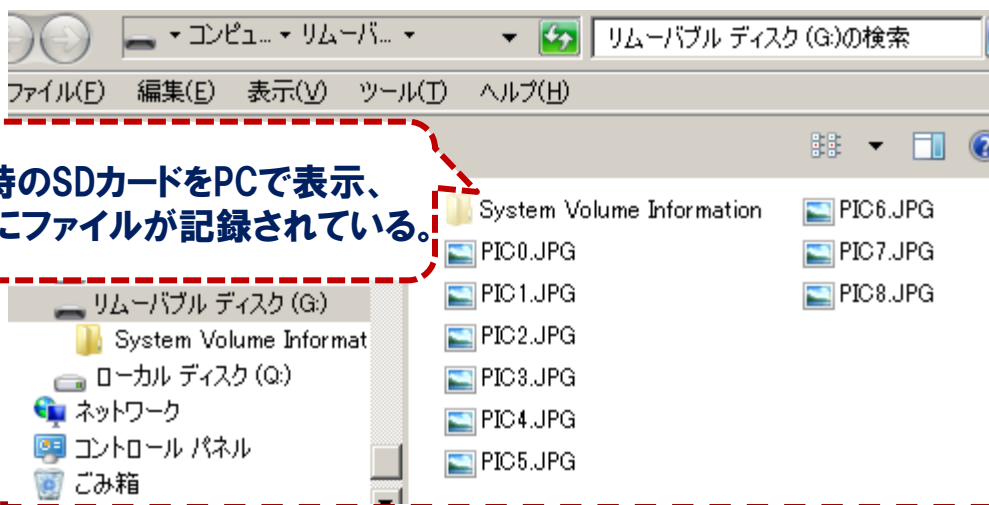 ▾ コンピュ... ▾ リムーバ... ▾
リムーバブル ディスク (G:)の検索
ファイル(F) 編集(E) 表示(V) ツール(T) ヘルプ(H)
時のSDカードをPCで表示、
にファイルが記録されている。
リムーバブル ディスク (G:)
System Volume Informat
ローカル ディスク (Q:)
ネットワーク
コントロール パネル
ごみ箱
System Volume Information
PIC0.JPG
PIC1.JPG
PIC2.JPG
PIC3.JPG
PIC4.JPG
PIC5.JPG
PIC6.JPG
PIC7.JPG
PIC8.JPG